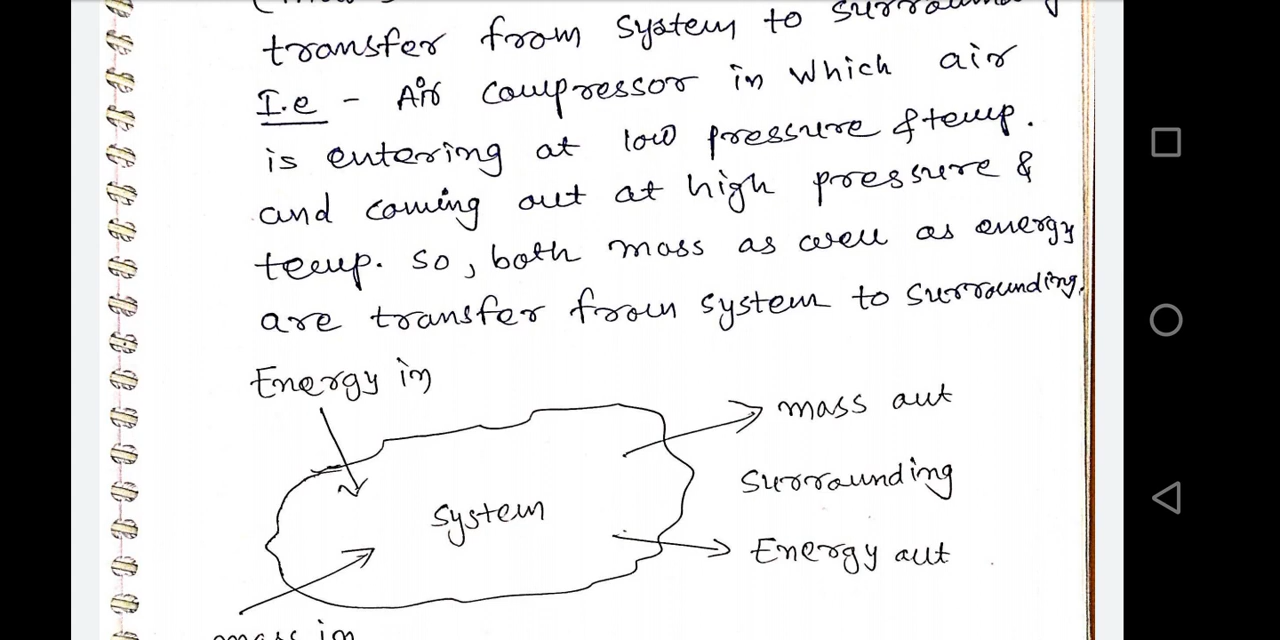 transfer from system to surrounding
I.e - Air compressor in which air
is entering at low pressure & temp.
and coming out at high pressure &
temp. so, both mass as well as energy
are transfer from system to surrounding.
Energy in
mass out
surrounding
system
Energy out
mass in